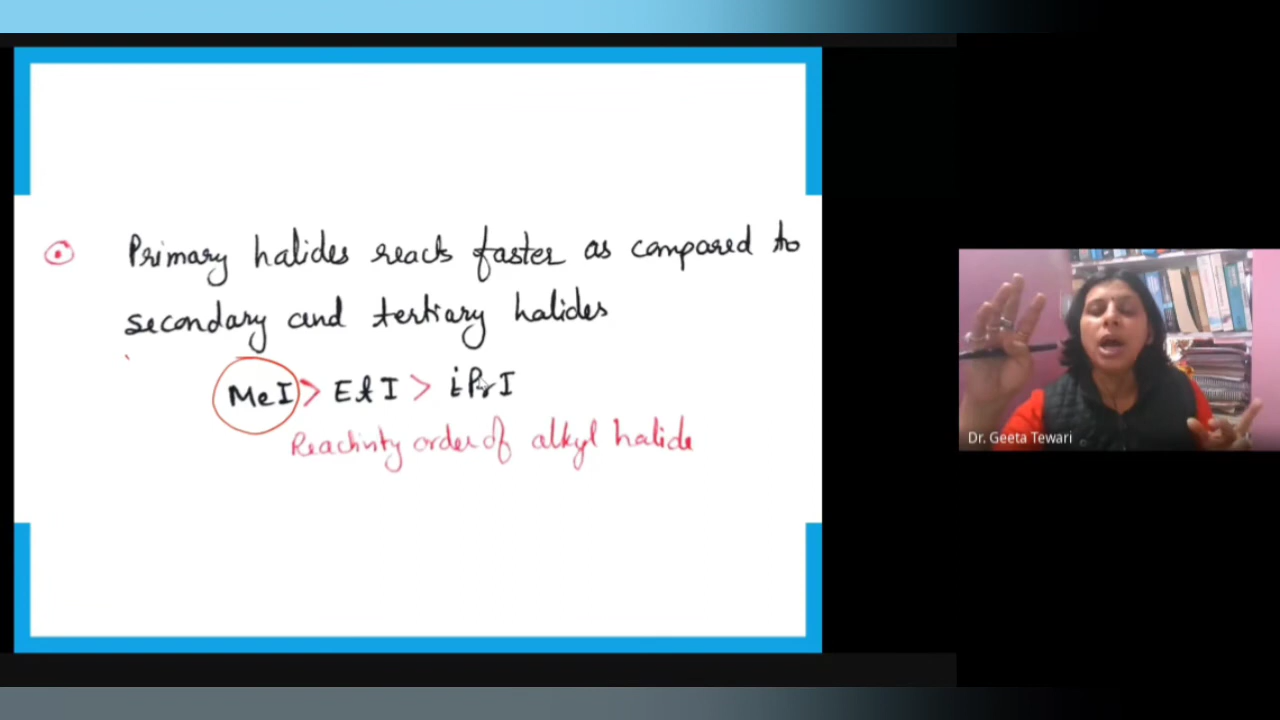 Primary halides reacts faster as compared to
secondary and tertiary halides
MeI > EtI > iPrI
Reactivity order of alkyl halide
Dr. Geeta Tewari